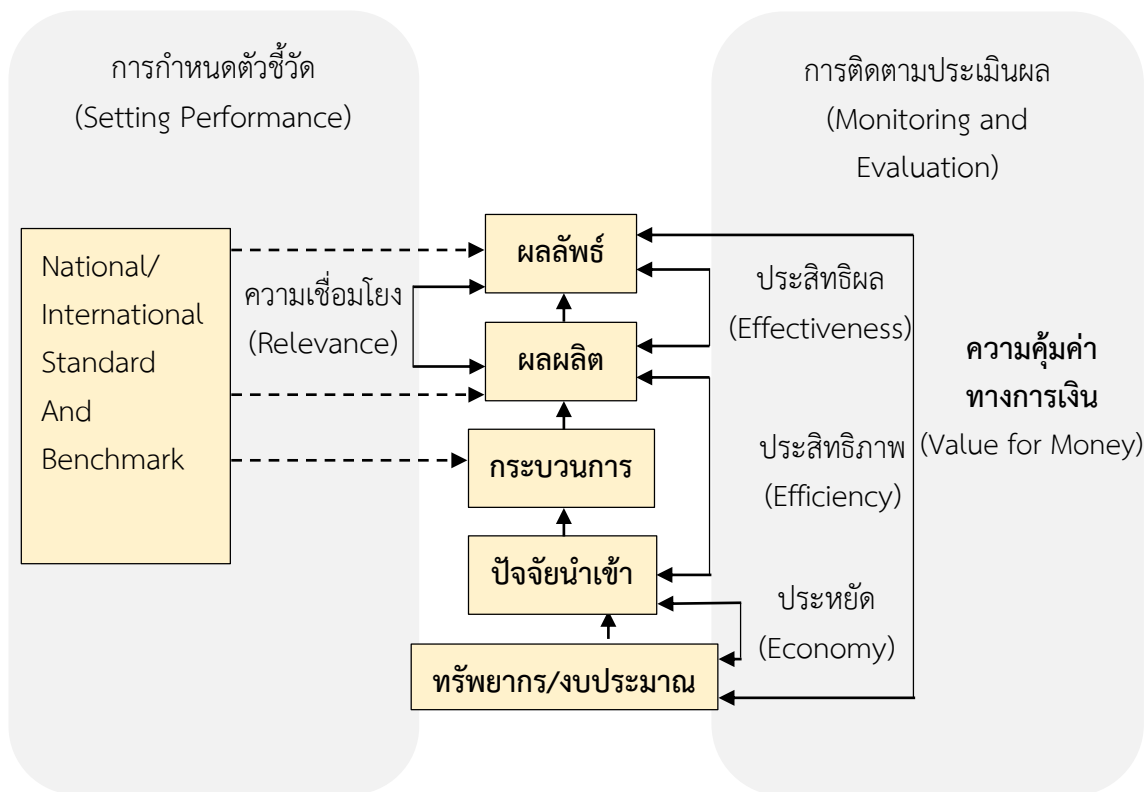 การกำหนดตัวชี้วัด
(Setting Performance)
การติดตามประเมินผล
(Monitoring and
Evaluation)
National/
International
Standard
And
Benchmark
ความเชื่อมโยง
(Relevance)
ผลลัพธ์
ผลผลิต
กระบวนการ
ปัจจัยนำเข้า
ทรัพยากร/งบประมาณ
ประสิทธิผล
(Effectiveness)
ประสิทธิภาพ
(Efficiency)
ประหยัด
(Economy)
ความคุ้มค่า
ทางการเงิน
(Value for Money)